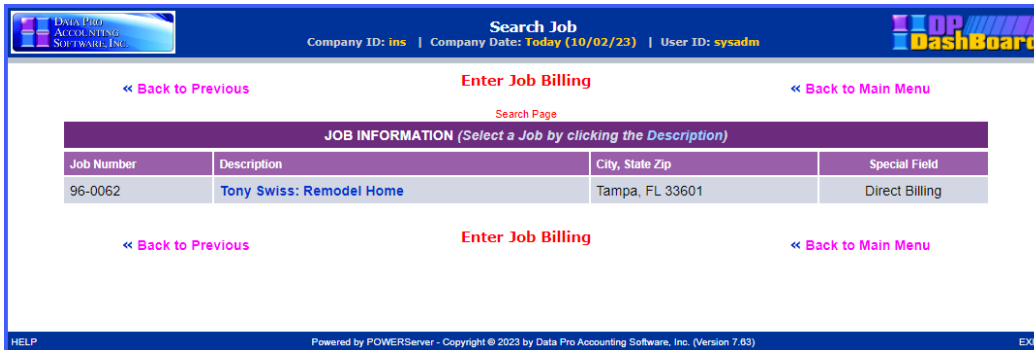 DATA PRO
ACCOUNTING
SOFTWARE, INC.
Search Job
Company ID: ins | Company Date: Today (10/02/23) | User ID: sysadm
DP
DashBoard
« Back to Previous
Enter Job Billing
« Back to Main Menu
Search Page
JOB INFORMATION (Select a Job by clicking the Description)
Job Number Description City, State Zip Special Field
96-0062 Tony Swiss: Remodel Home Tampa, FL 33601 Direct Billing
« Back to Previous
Enter Job Billing
« Back to Main Menu
HELP Powered by POWERServer - Copyright © 2023 by Data Pro Accounting Software, Inc. (Version 7.63)